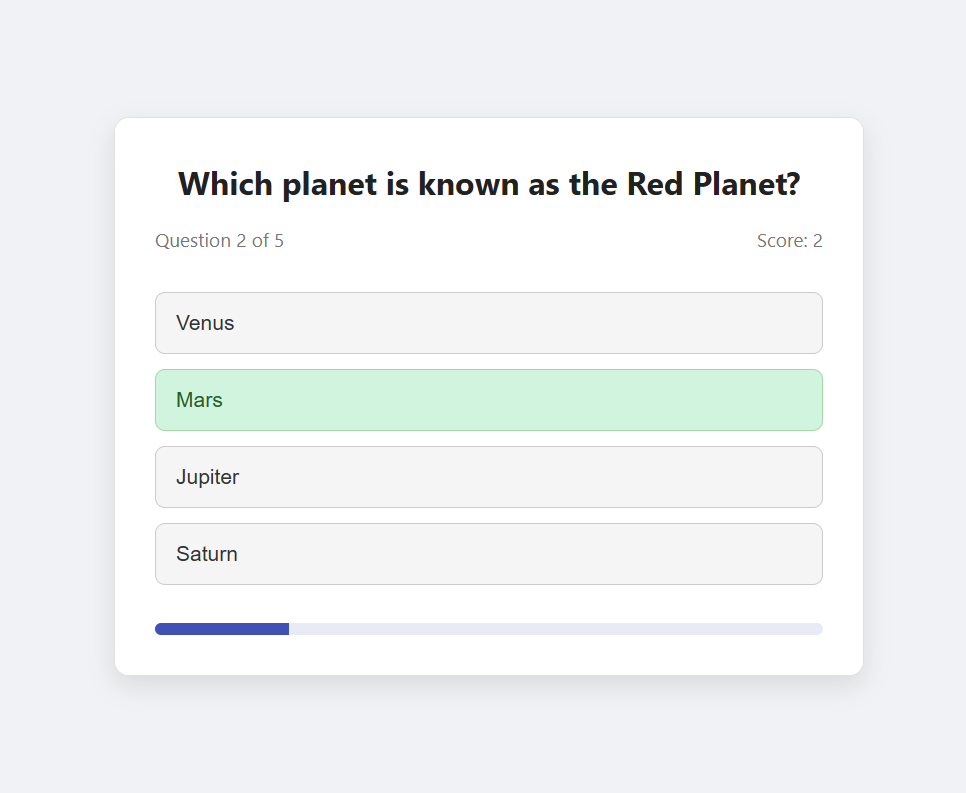 Which planet is known as the Red Planet?
Question 2 of 5
Score: 2
Venus
Mars
Jupiter
Saturn